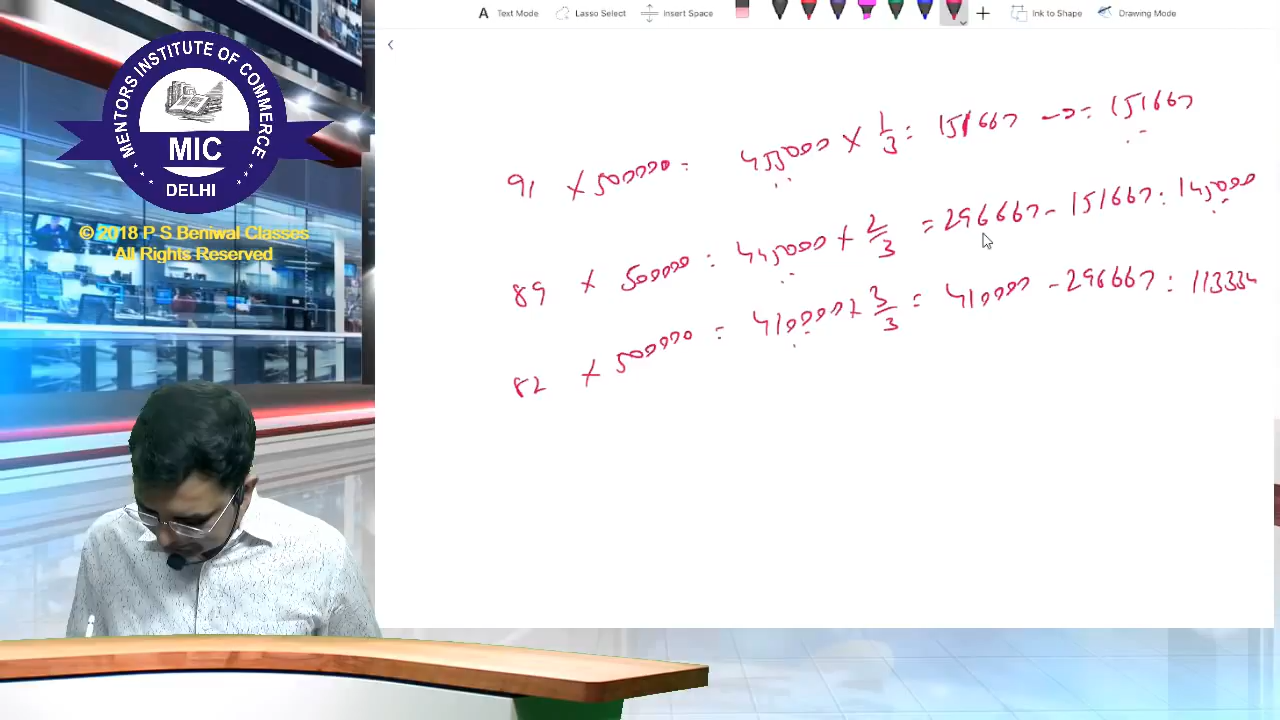 A Text Mode Lasso Select Insert Space + Ink to Shape Drawing Mode
MENTORS INSTITUTE OF COMMERCE
MIC
DELHI
© 2018 P S Beniwal Classes
All Rights Reserved
91 × 500000 = 455000 × 1/3 = 151667 → = 151667
89 × 500000 = 445000 × 2/3 = 296667 - 151667 = 145000
82 × 500000 = 410000 × 3/3 = 410000 - 296667 = 113334